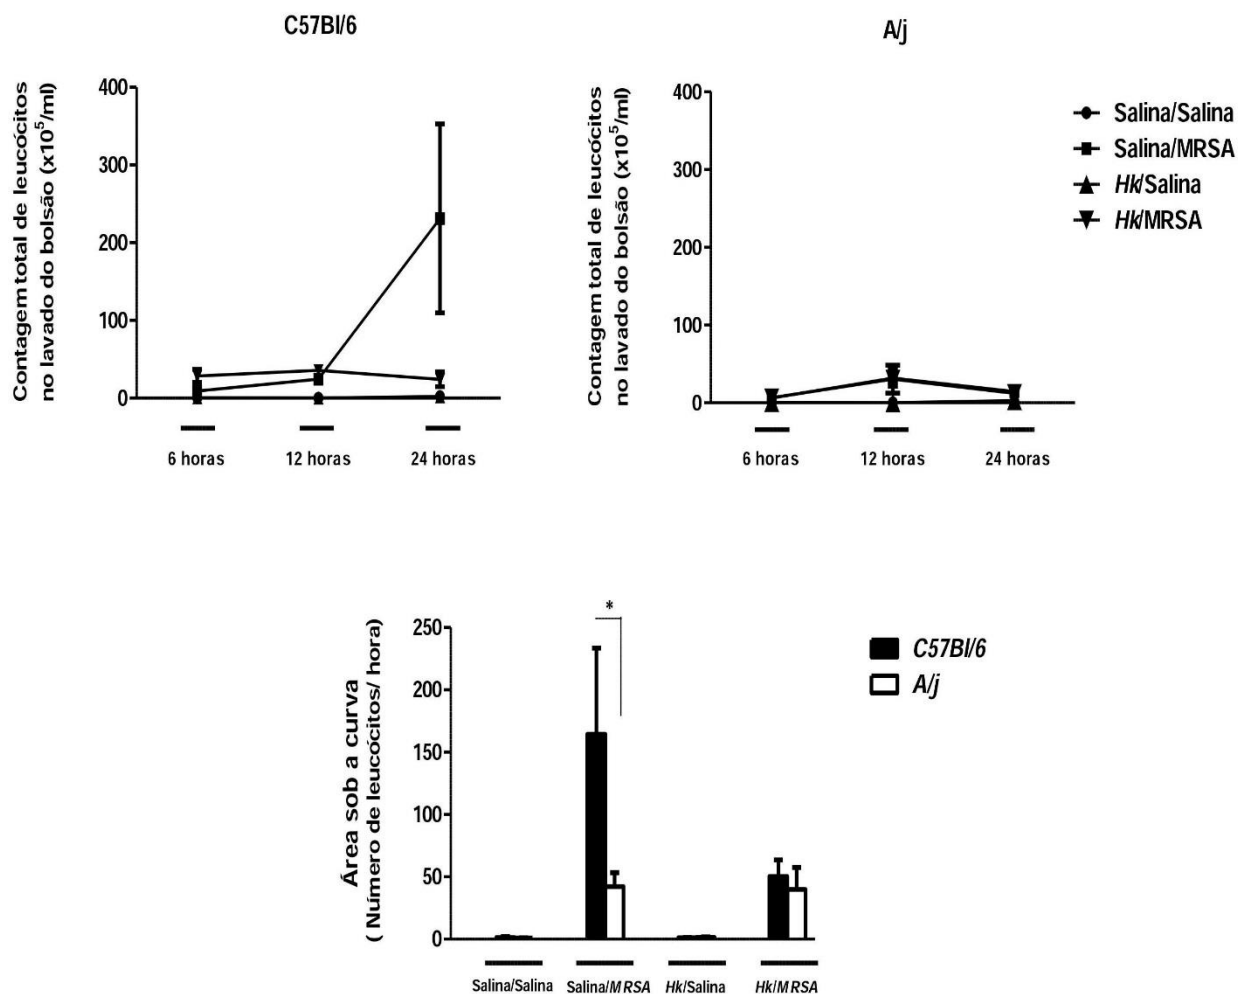 C57Bl/6
Contagem total de leucócitos
no lavado do bolsão (x10⁵/ml)
400
300
200
100
0
6 horas
12 horas
24 horas
A/j
Contagem total de leucócitos
no lavado do bolsão (x10⁵/ml)
400
300
200
100
0
6 horas
12 horas
24 horas
Salina/Salina
Salina/MRSA
Hk/Salina
Hk/MRSA
Área sob a curva
( Número de leucócitos/ hora)
250
200
150
100
50
0
*
Salina/Salina
Salina/MRSA
Hk/Salina
Hk/MRSA
C57Bl/6
A/j